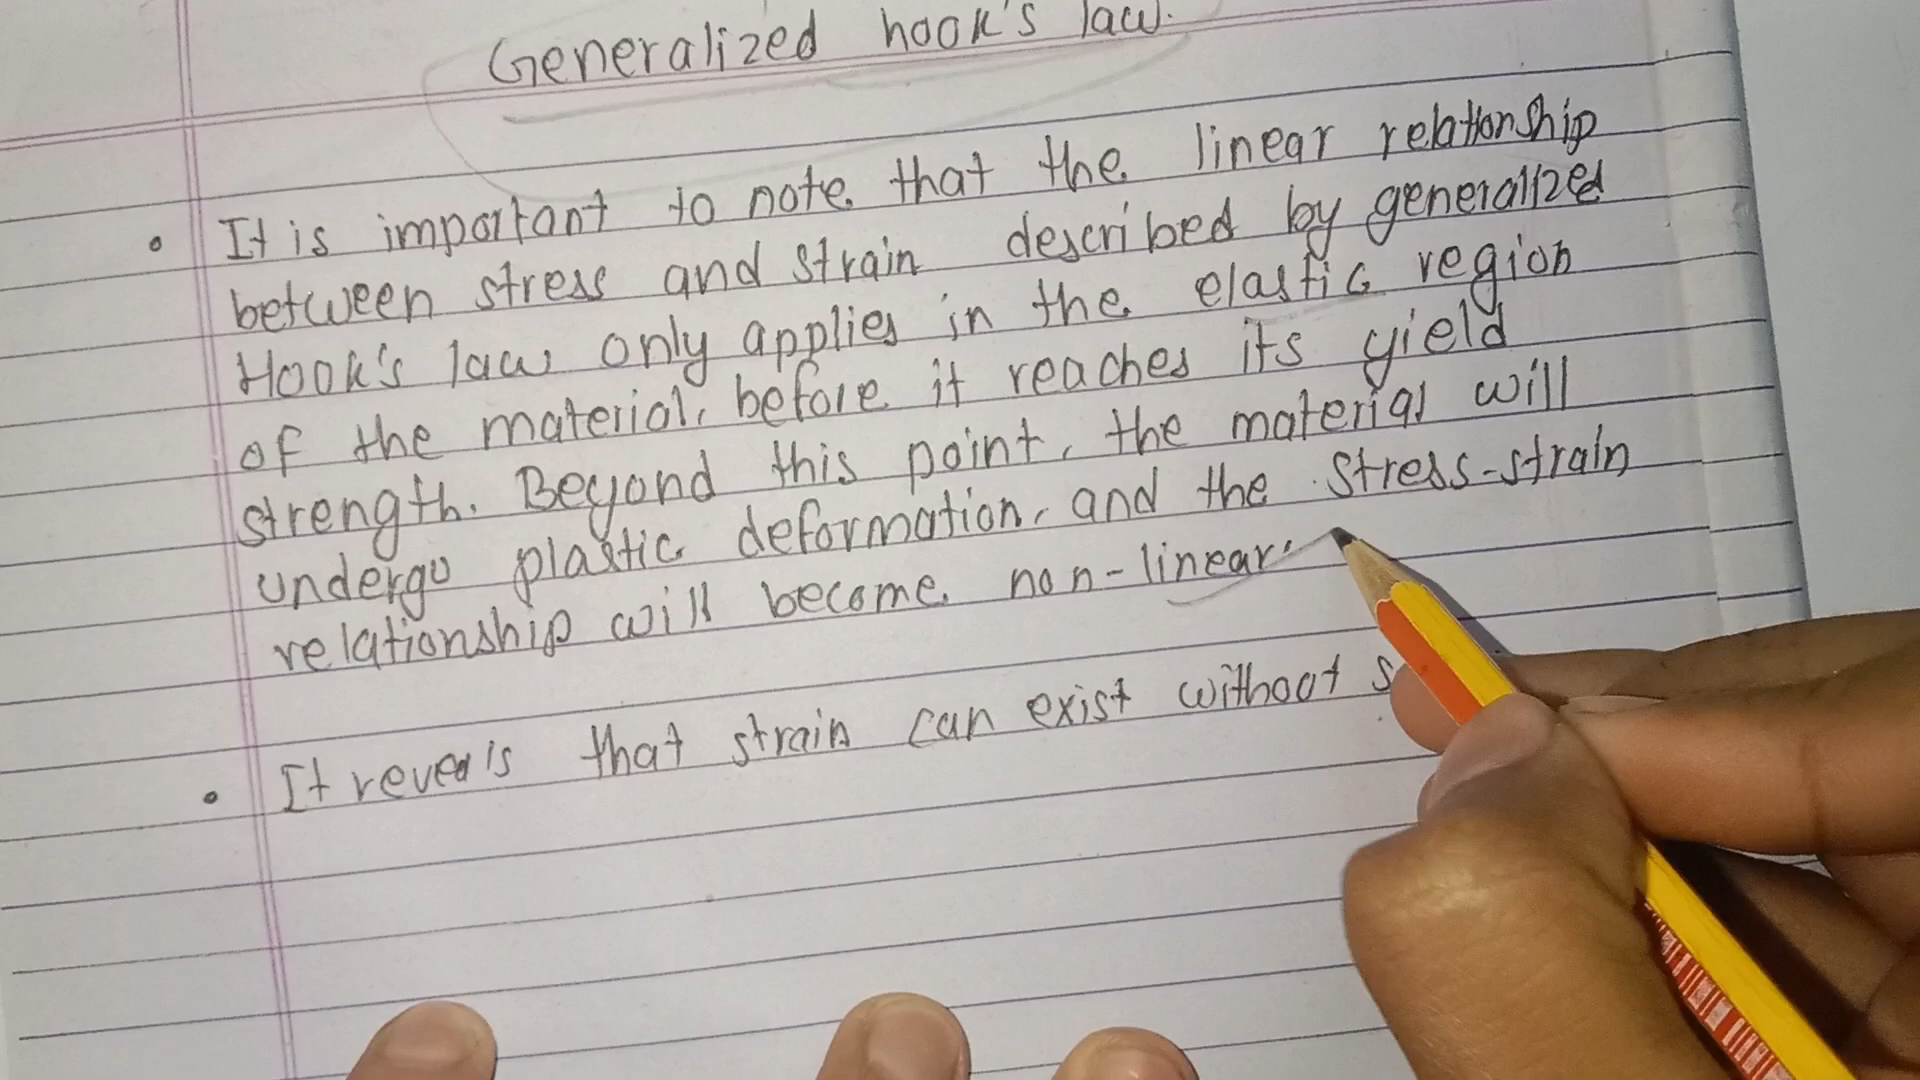 Generalized hook's law.
• It is important to note that the linear relationship
between stress and strain described by generalized
Hook's law only applies in the elastic region
of the material, before it reaches its yield
strength. Beyond this point, the material will
undergo plastic deformation, and the stress-strain
relationship will become non-linear.
• It reveals that strain can exist without